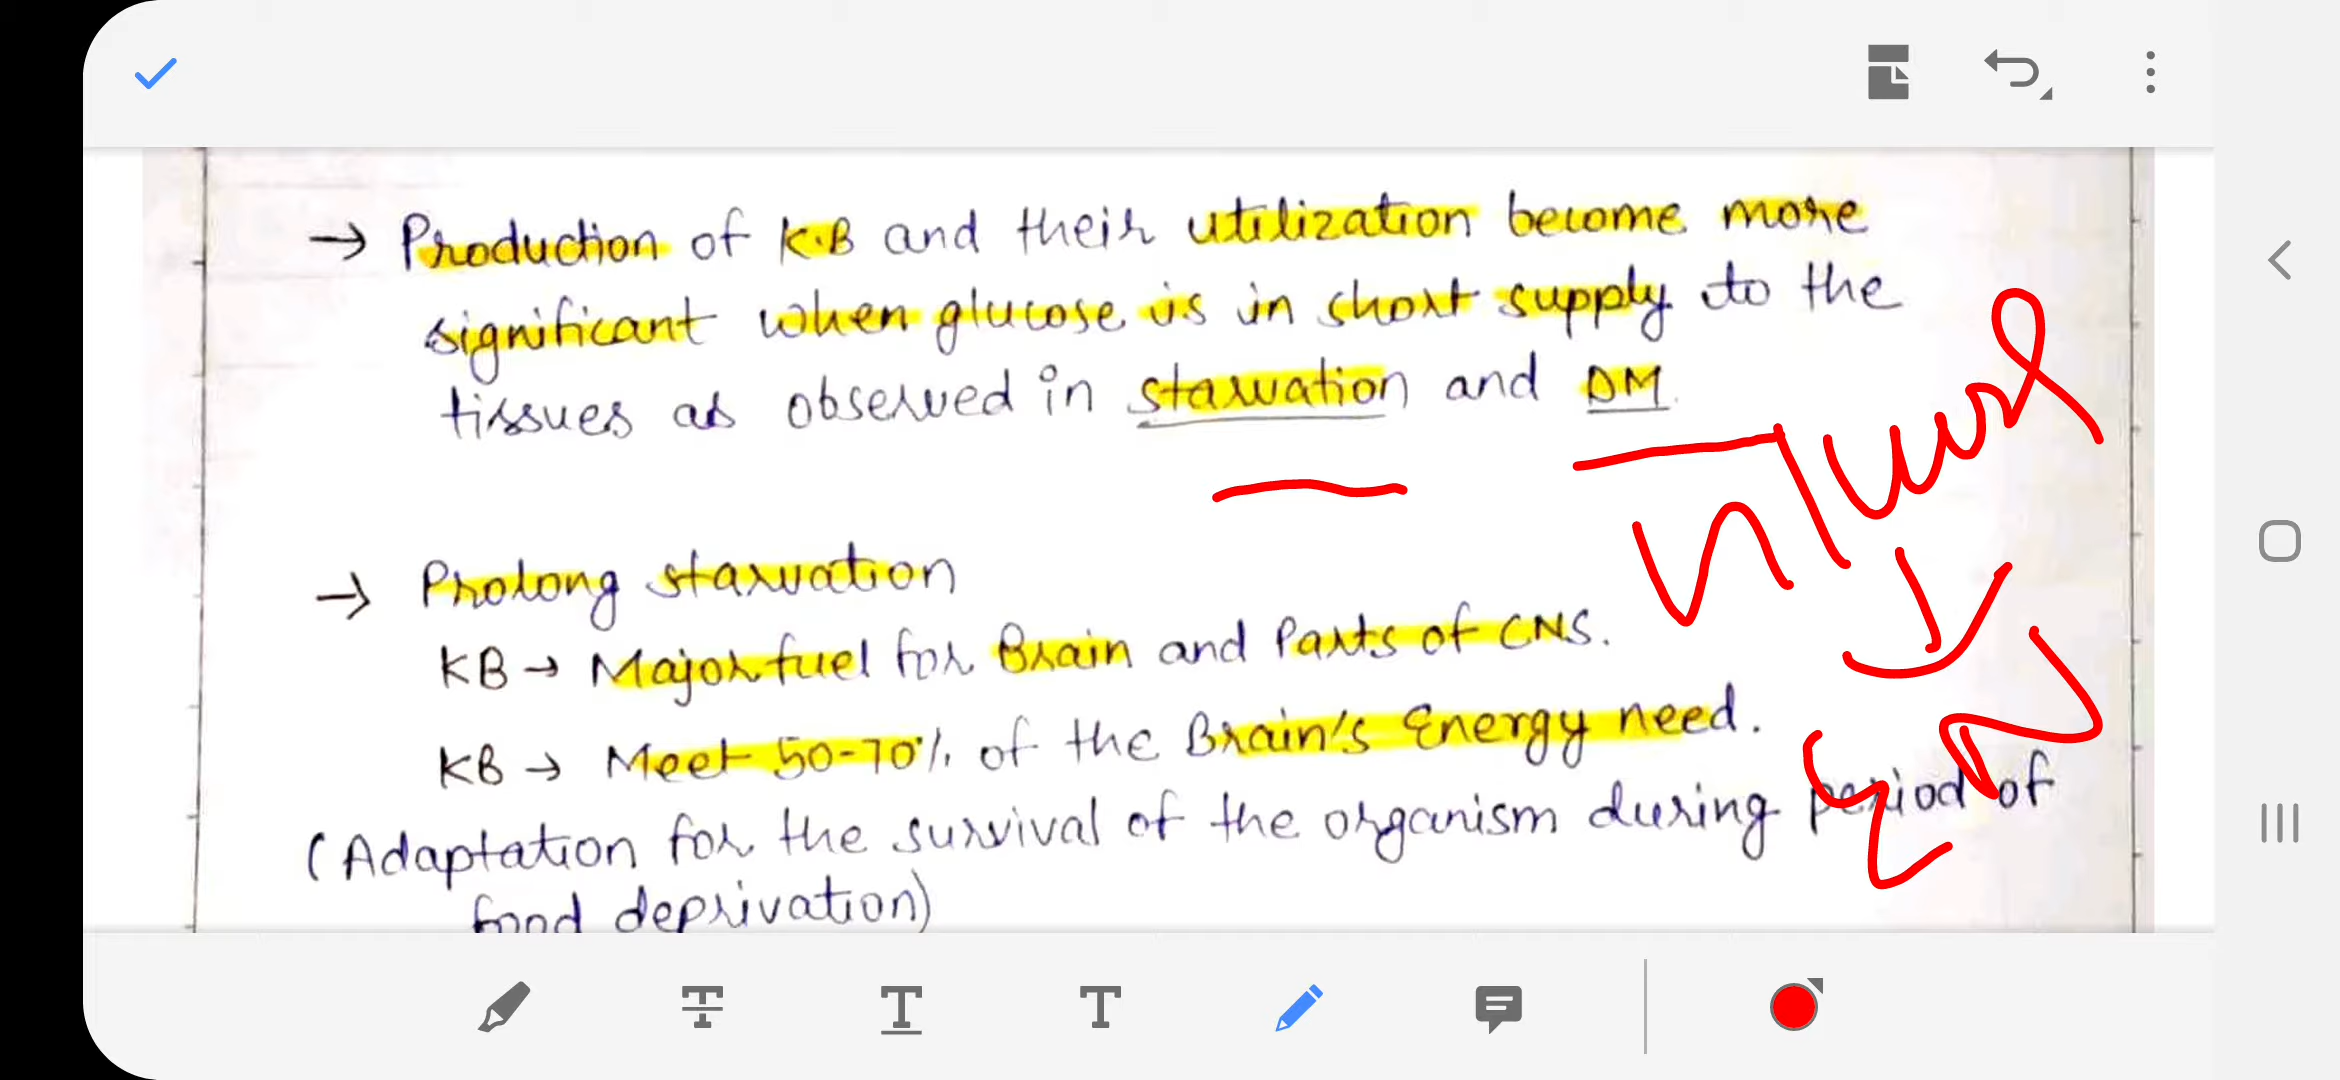 → Production of K.B and their utilization become more
significant when glucose is in short supply to the
tissues as observed in starvation and DM.
→ Prolong starvation
KB → Major fuel for Brain and Parts of CNS.
KB → Meet 50-70% of the Brain's Energy need.
(Adaptation for the survival of the organism during period of
food deprivation)